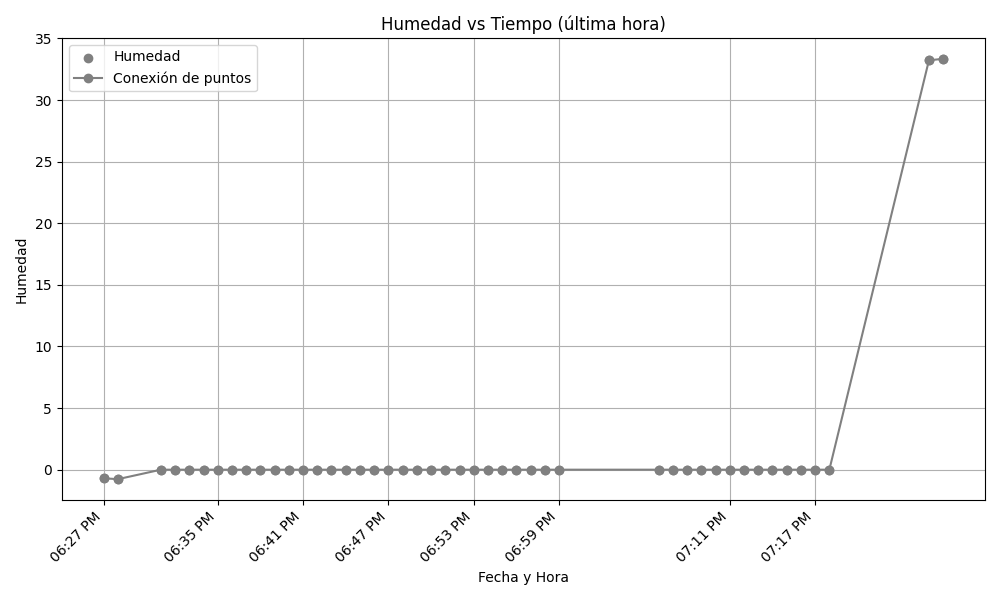 Humedad vs Tiempo (última hora)
Humedad
Conexión de puntos
35
30
25
20
15
10
5
0
Humedad
06:27 PM
06:35 PM
06:41 PM
06:47 PM
06:53 PM
06:59 PM
07:11 PM
07:17 PM
Fecha y Hora